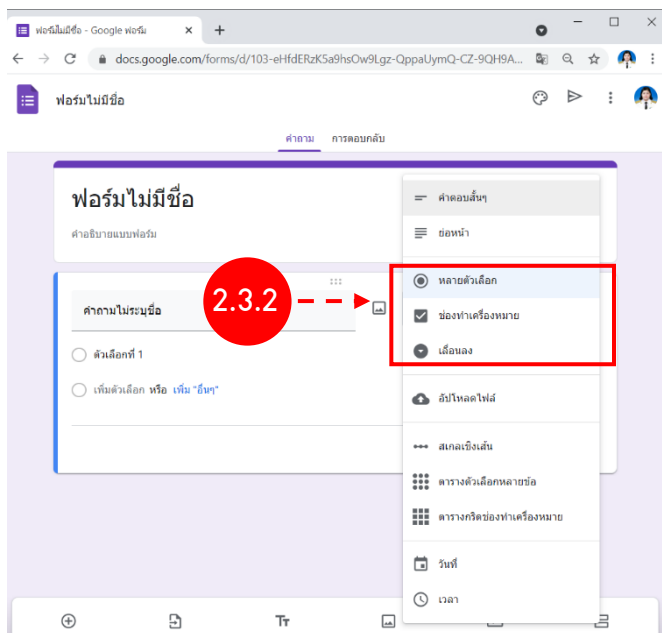 ฟอร์มไม่มีชื่อ - Google ฟอร์ม
docs.google.com/forms/d/103-eHfdERzK5a9hsOw9Lgz-QppaUymQ-CZ-9QH9A...
ฟอร์มไม่มีชื่อ
คำถาม การตอบกลับ
ฟอร์มไม่มีชื่อ
คำอธิบายแบบฟอร์ม
คำถามไม่ระบุชื่อ
2.3.2
ตัวเลือกที่ 1
เพิ่มตัวเลือก หรือ เพิ่ม "อื่นๆ"
คำตอบสั้นๆ
ย่อหน้า
หลายตัวเลือก
ช่องทำเครื่องหมาย
เลื่อนลง
อัปโหลดไฟล์
สเกลเชิงเส้น
ตารางตัวเลือกหลายข้อ
ตารางกริดช่องทำเครื่องหมาย
วันที่
เวลา
Tт